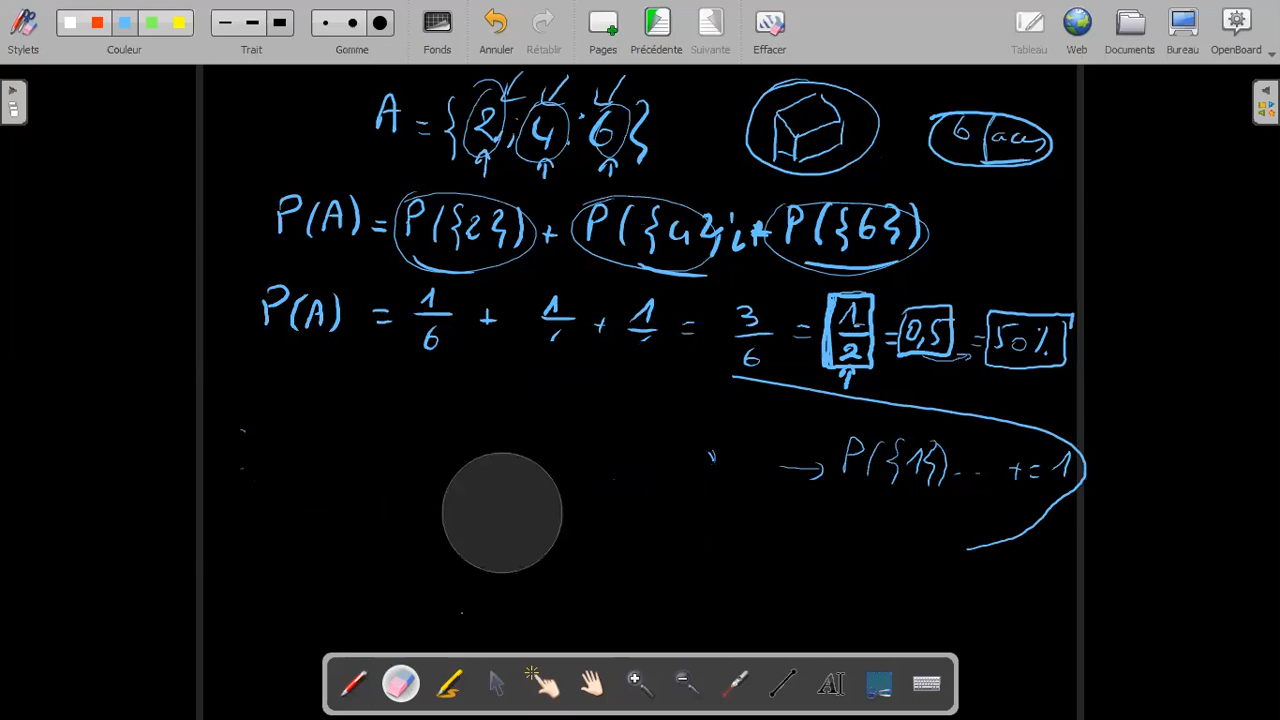 Stylets Couleur Trait Gomme Fonds Annuler Rétablir Pages Précédente Suivante Effacer Tableau Web Documents Bureau OpenBoard
A = {2; 4; 6}
6 faces
P(A) = P({2}) + P({4}) + P({6})
P(A) = 1/6 + 1/6 + 1/6 = 3/6 = 1/2 = 0,5 = 50%
→ P({1}) ... + = 1